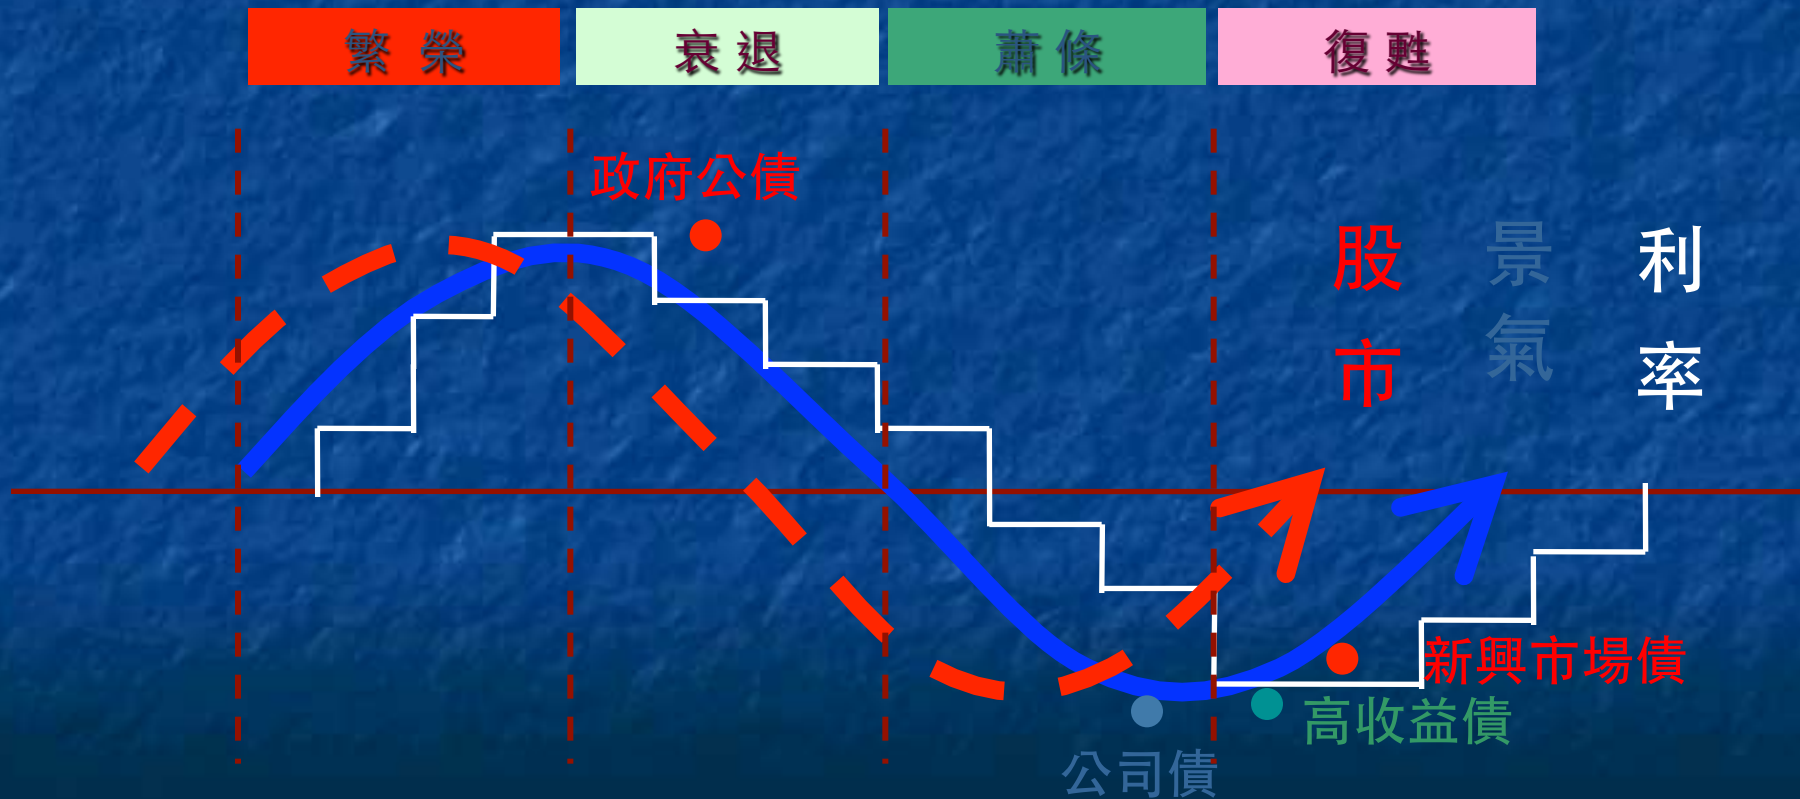 繁 榮
衰 退
蕭 條
復 甦
政府公債
股市
景氣
利率
新興市場債
高收益債
公司債